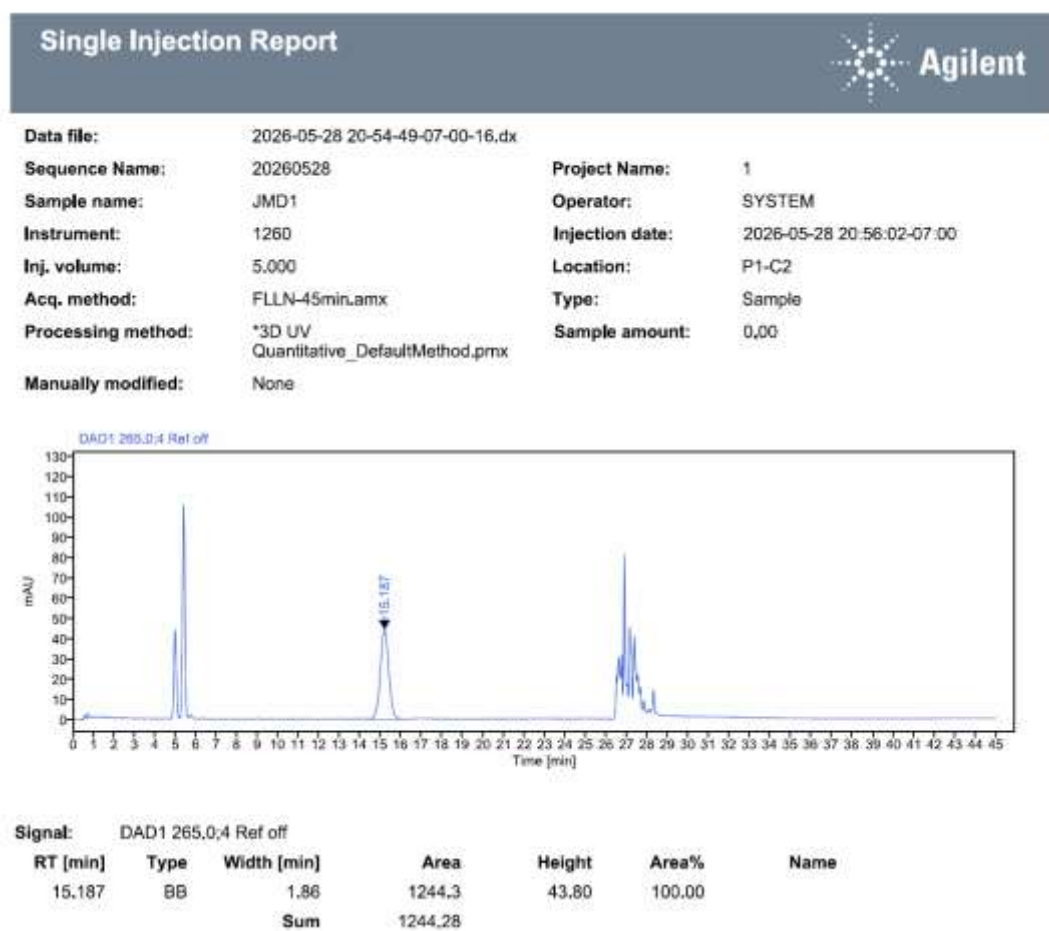 Single Injection Report
Agilent
Data file: 2026-05-28 20-54-49-07-00-16.dx
Sequence Name: 20260528 Project Name: 1
Sample name: JMD1 Operator: SYSTEM
Instrument: 1260 Injection date: 2026-05-28 20:56:02-07:00
Inj. volume: 5.000 Location: P1-C2
Acq. method: FLLN-45min.amx Type: Sample
Processing method: *3D UV Sample amount: 0.00
Quantitative_DefaultMethod.pmx
Manually modified: None
DAD1 265.0;4 Ref off
130
120
110
100
90
80
70
60
50
40
30
20
10
0
mAU
15.187
0 1 2 3 4 5 6 7 8 9 10 11 12 13 14 15 16 17 18 19 20 21 22 23 24 25 26 27 28 29 30 31 32 33 34 35 36 37 38 39 40 41 42 43 44 45
Time [min]
Signal: DAD1 265.0;4 Ref off
RT [min] Type Width [min] Area Height Area% Name
15.187 BB 1.86 1244.3 43.80 100.00
Sum 1244.28